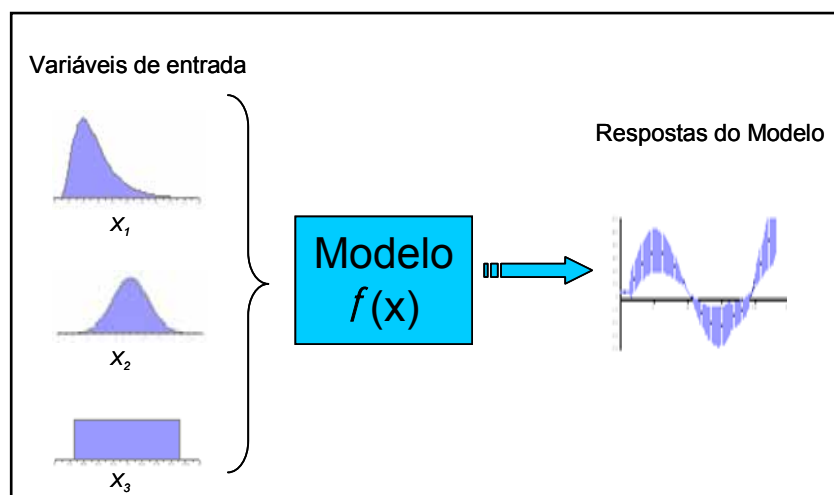 Variáveis de entrada
X1
X2
X3
Modelo
f (x)
Respostas do Modelo